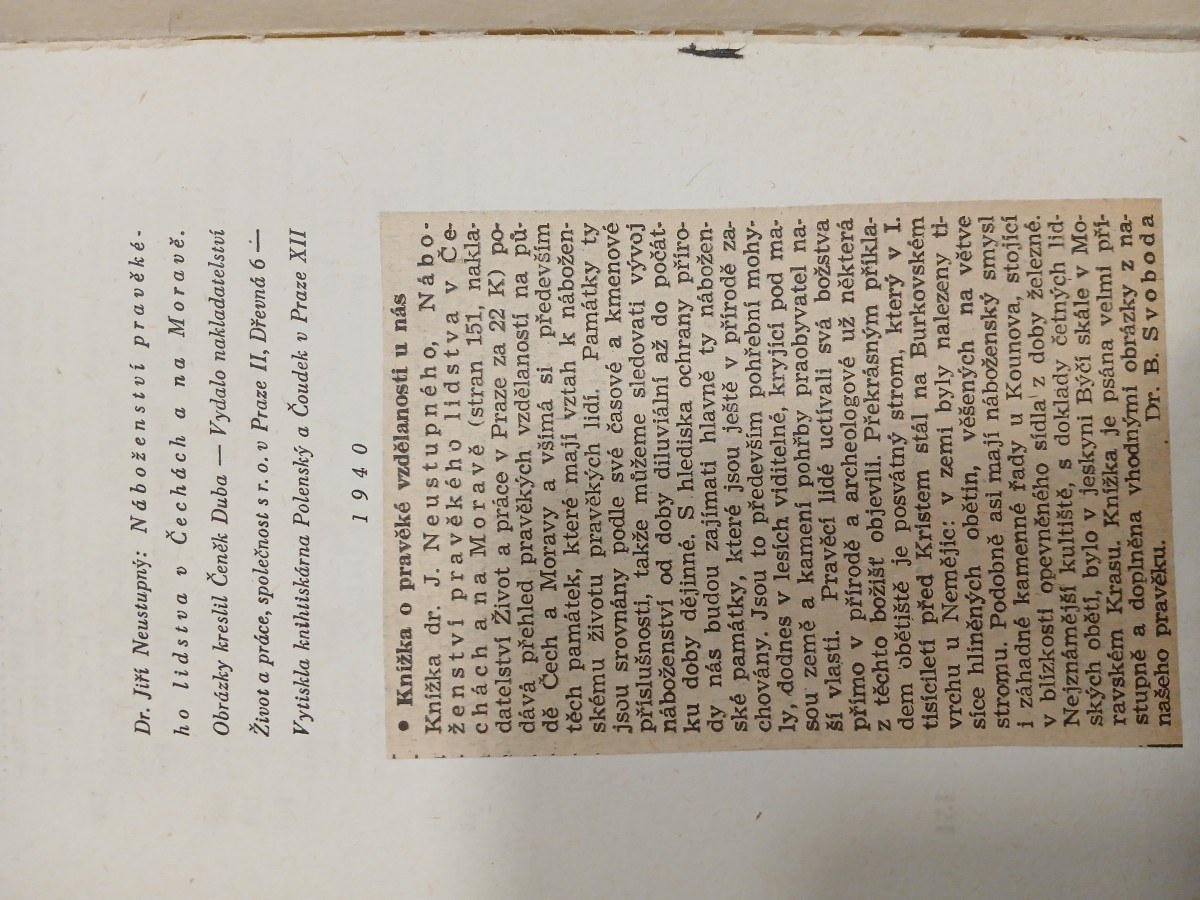 Dr. Jiří Neustupný: Náboženství pravěké-
ho lidstva v Čechách a na Moravě.
Obrázky kreslil Čeněk Duba — Vydalo nakladatelství
Život a práce, společnost s r. o. v Praze II, Dřevná 6 —
Vytiskla knihtiskárna Polenský a Čoudek v Praze XII
1940
• Knížka o pravěké vzdělanosti u nás
Knížka dr. J. Neustupného, Nábo-
ženství pravěkého lidstva v Če-
chách a na Moravě (stran 151, nakla-
datelství Život a práce v Praze za 22 K) po-
dává přehled pravěkých vzdělaností na pů-
dě Čech a Moravy a všímá si především
těch památek, které mají vztah k nábožen-
skému životu pravěkých lidí. Památky ty
jsou srovnány podle své časové a kmenové
příslušnosti, takže můžeme sledovati vývoj
náboženství od doby diluviální až do počát-
ku doby dějinné. S hlediska ochrany příro-
dy nás budou zajímati hlavně ty nábožen-
ské památky, které jsou ještě v přírodě za-
chovány. Jsou to především pohřební mohy-
ly, dodnes v lesích viditelné, kryjící pod ma-
sou země a kamení pohřby praobyvatel na-
ší vlasti. Pravěcí lidé uctívali svá božstva
přímo v přírodě a archeologové už některá
z těchto božišť objevili. Překrásným příkla-
dem obětiště je posvátný strom, který v I.
tisíciletí před Kristem stál na Burkovském
vrchu u Nemějic: v zemi byly nalezeny ti-
síce hliněných obětin, věšených na větve
stromu. Podobně asi mají náboženský smysl
i záhadné kamenné řady u Kounova, stojící
v blízkosti opevněného sídla z doby železné.
Nejznámější kultiště, s doklady četných lid-
ských obětí, bylo v jeskyni Býčí skále v Mo-
ravském Krasu. Knížka je psána velmi pří-
stupně a doplněna vhodnými obrázky z na-
šeho pravěku.
Dr. B. Svoboda